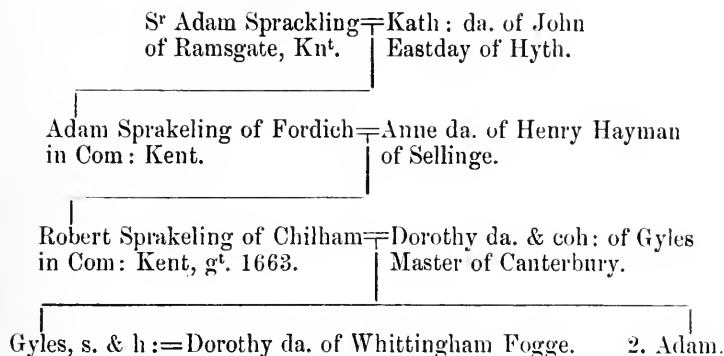 Sr Adam Sprackling Kath: da. of John
of Ramsgate, Knt. Eastday of Hyth.
Adam Sprakeling of Fordich Anne da. of Henry Hayman
in Com: Kent. of Sellinge.
Robert Sprakeling of Chilham Dorothy da. & coh: of Gyles
in Com: Kent, gt. 1663. Master of Canterbury.
Gyles, s. & h:=Dorothy da. of Whittingham Fogge. 2. Adam